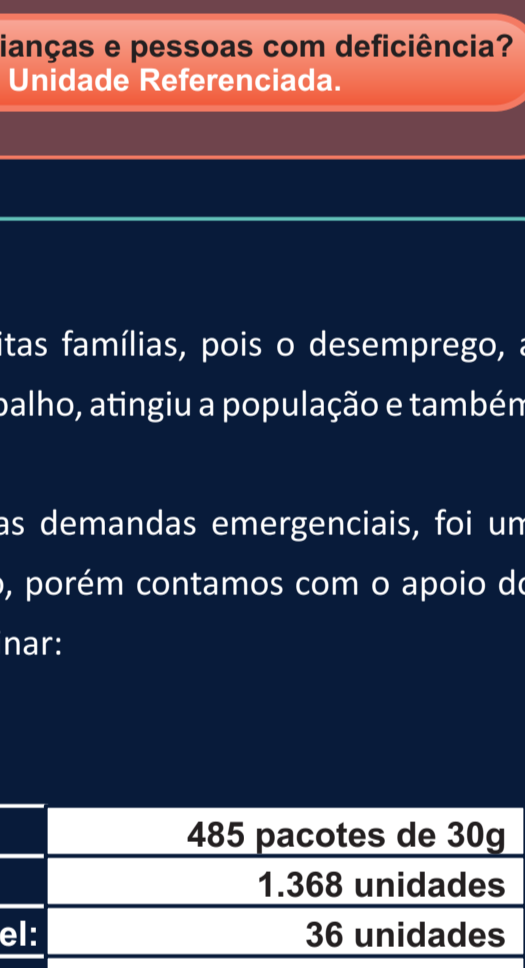 ianças e pessoas com deficiência?
Unidade Referenciada.
itas famílias, pois o desemprego,
balho, atingiu a população e também
as demandas emergenciais, foi um
, porém contamos com o apoio do
nar:
485 pacotes de 30g
1.368 unidades
el: 36 unidades